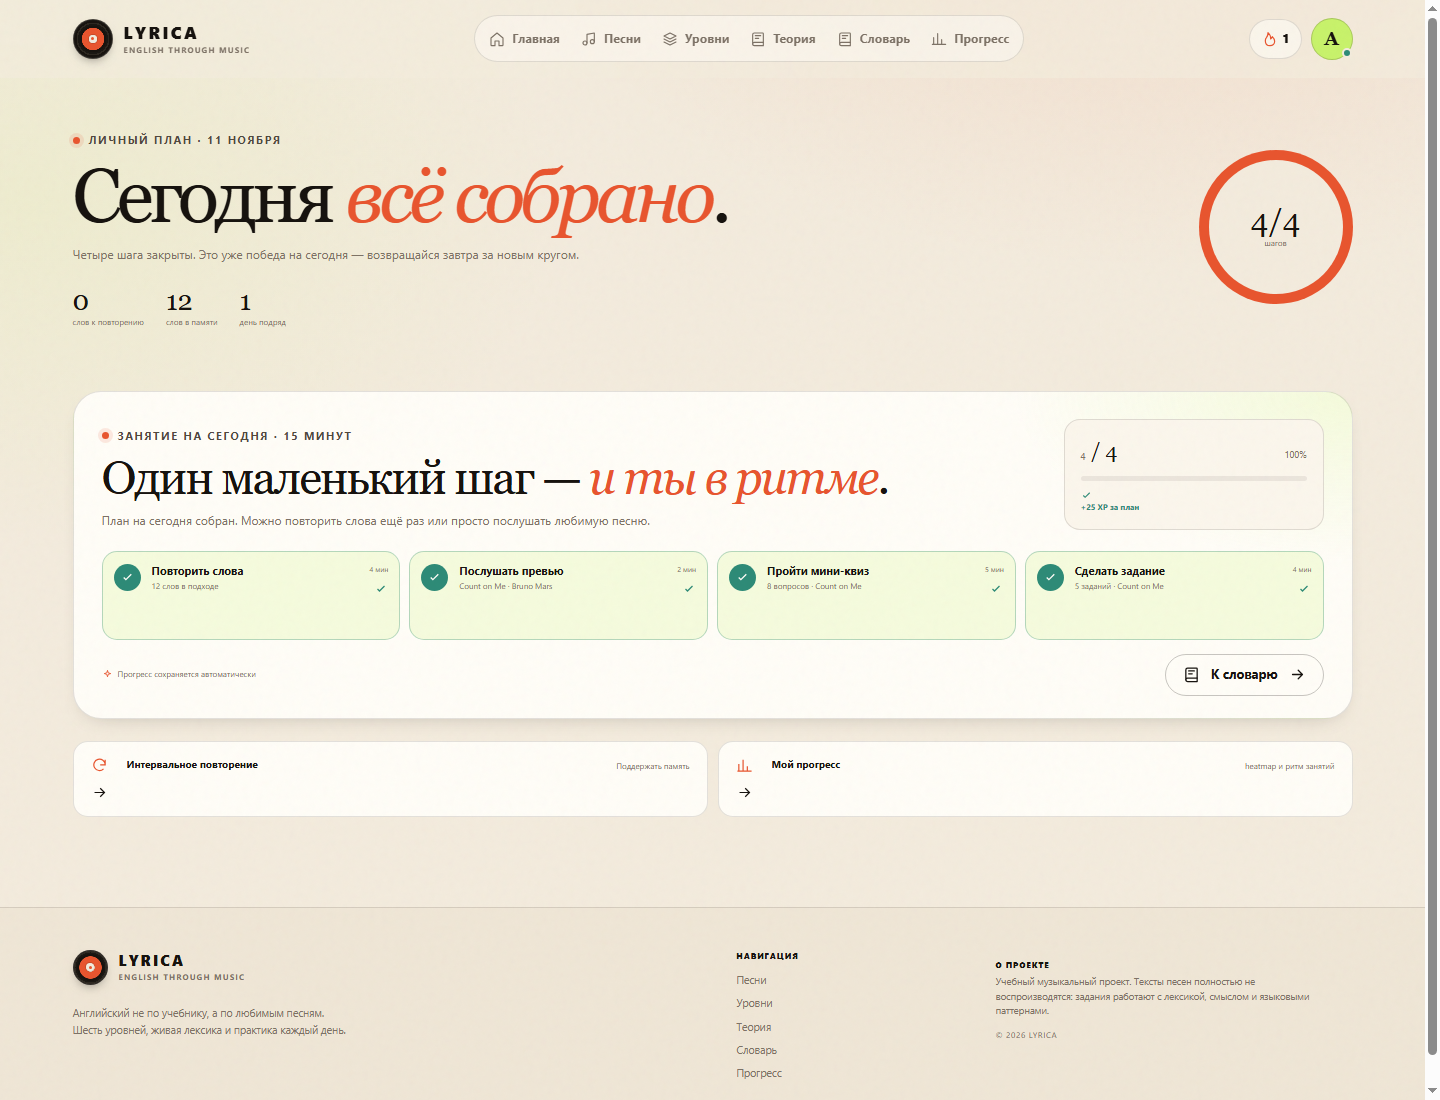 LYRICA
ENGLISH THROUGH MUSIC
Главная
Песни
Уровни
Теория
Словарь
Прогресс
1
A
ЛИЧНЫЙ ПЛАН · 11 НОЯБРЯ
Сегодня всё собрано.
Четыре шага закрыты. Это уже победа на сегодня — возвращайся завтра за новым кругом.
0
слов к повторению
12
слов в памяти
1
день подряд
4/4
шагов
ЗАНЯТИЕ НА СЕГОДНЯ · 15 МИНУТ
Один маленький шаг — и ты в ритме.
План на сегодня собран. Можно повторить слова ещё раз или просто послушать любимую песню.
4 / 4
100%
+25 XP за план
Повторить слова
4 мин
12 слов в подходе
Послушать превью
2 мин
Count on Me · Bruno Mars
Пройти мини-квиз
5 мин
8 вопросов · Count on Me
Сделать задание
4 мин
5 заданий · Count on Me
Прогресс сохраняется автоматически
К словарю
Интервальное повторение
Поддержать память
Мой прогресс
heatmap и ритм занятий
LYRICA
ENGLISH THROUGH MUSIC
Английский не по учебнику, а по любимым песням.
Шесть уровней, живая лексика и практика каждый день.
НАВИГАЦИЯ
Песни
Уровни
Теория
Словарь
Прогресс
О ПРОЕКТЕ
Учебный музыкальный проект. Тексты песен полностью не
воспроизводятся: задания работают с лексикой, смыслом и языковыми
паттернами.
© 2026 LYRICA